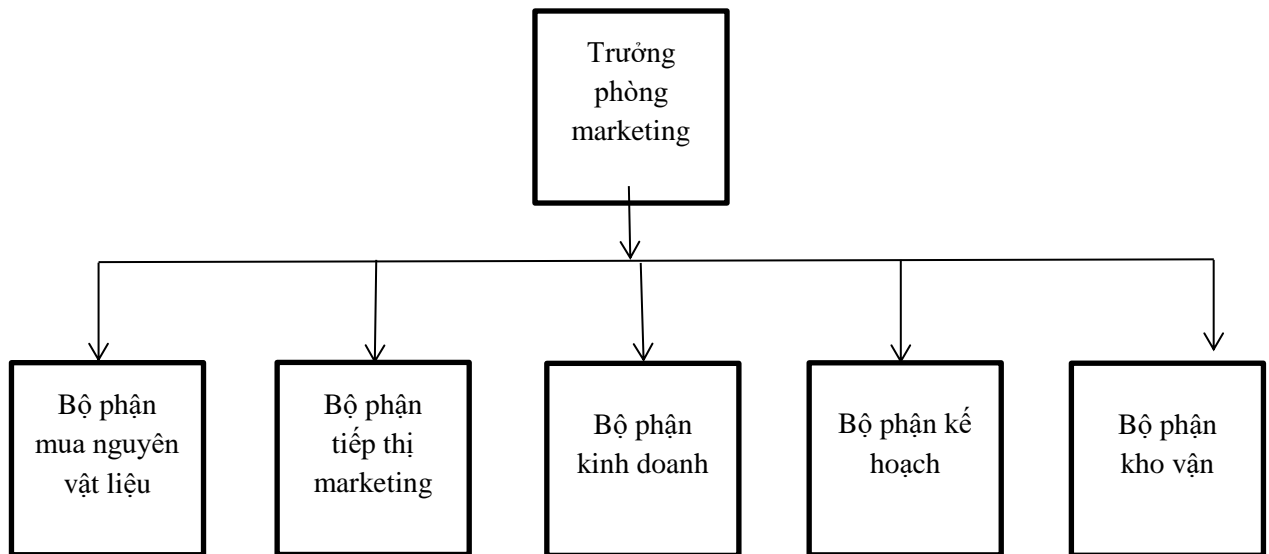 Trưởng
phòng
marketing
Bộ phận
mua nguyên
vật liệu
Bộ phận
tiếp thị
marketing
Bộ phận
kinh doanh
Bộ phận kế
hoạch
Bộ phận
kho vận